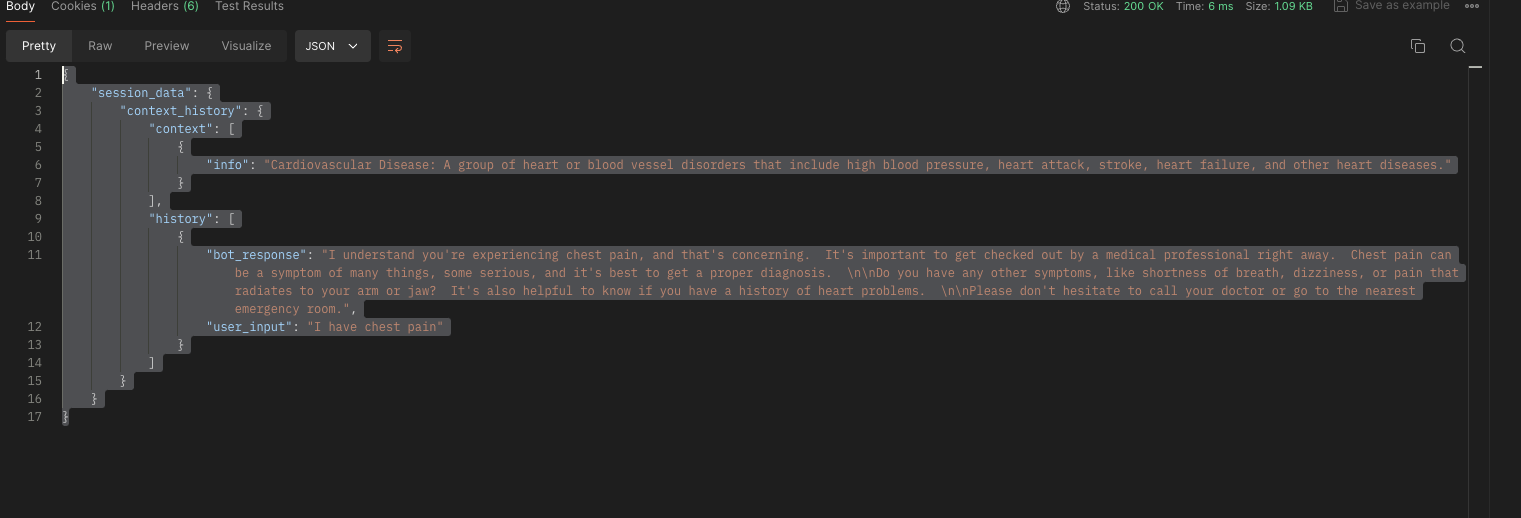 Body Cookies (1) Headers (6) Test Results Status: 200 OK Time: 6 ms Size: 1.09 KB Save as example
Pretty Raw Preview Visualize JSON
1 {
2 "session_data": {
3 "context_history": {
4 "context": [
5 {
6 "info": "Cardiovascular Disease: A group of heart or blood vessel disorders that include high blood pressure, heart attack, stroke, heart failure, and other heart diseases."
7 }
8 ],
9 "history": [
10 {
11 "bot_response": "I understand you're experiencing chest pain, and that's concerning.  It's important to get checked out by a medical professional right away.  Chest pain can
be a symptom of many things, some serious, and it's best to get a proper diagnosis.  \n\nDo you have any other symptoms, like shortness of breath, dizziness, or pain that
radiates to your arm or jaw?  It's also helpful to know if you have a history of heart problems.  \n\nPlease don't hesitate to call your doctor or go to the nearest
emergency room.",
12 "user_input": "I have chest pain"
13 }
14 ]
15 }
16 }
17 }